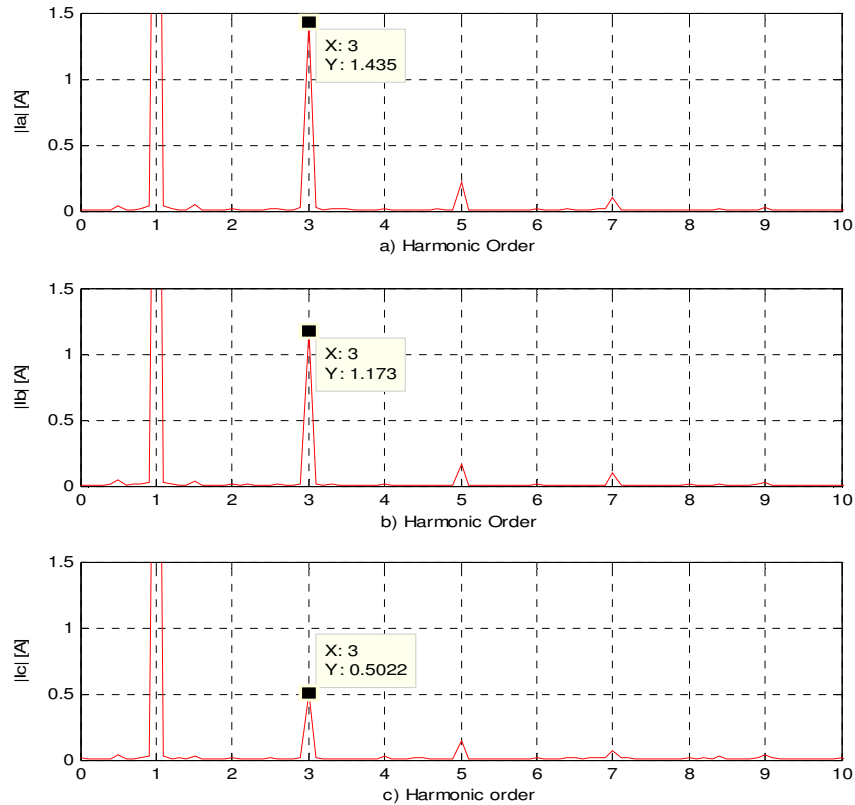 1.5
1
0.5
0
|Ia| [A]
X: 3
Y: 1.435
0 1 2 3 4 5 6 7 8 9 10
a) Harmonic Order
1.5
1
0.5
0
|Ib| [A]
X: 3
Y: 1.173
0 1 2 3 4 5 6 7 8 9 10
b) Harmonic Order
1.5
1
0.5
0
|Ic| [A]
X: 3
Y: 0.5022
0 1 2 3 4 5 6 7 8 9 10
c) Harmonic order